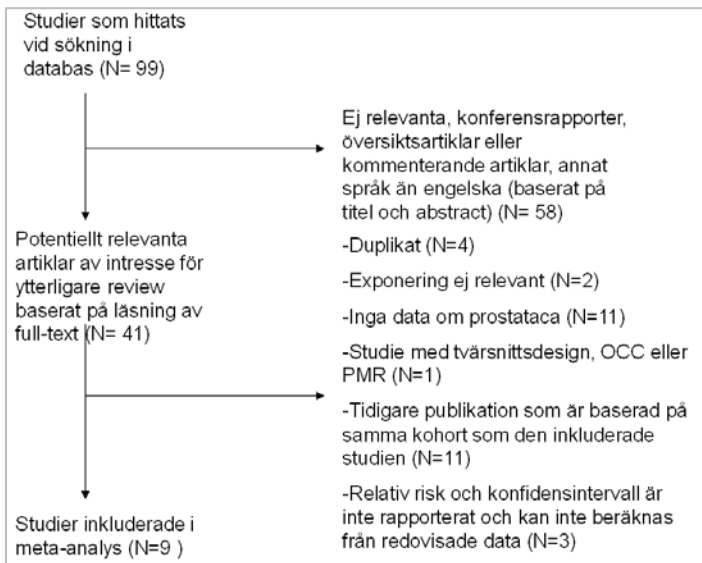 Studier som hittats
vid sökning i
databas (N= 99)
Ej relevanta, konferensrapporter,
översiktsartiklar eller
kommenterande artiklar, annat
språk än engelska (baserat på
titel och abstract) (N= 58)
Potentiellt relevanta
artiklar av intresse för
ytterligare review
baserat på läsning av
full-text (N= 41)
-Duplikat (N=4)
-Exponering ej relevant (N=2)
-Inga data om prostataca (N=11)
-Studie med tvärsnittsdesign, OCC eller
PMR (N=1)
-Tidigare publikation som är baserad på
samma kohort som den inkluderade
studien (N=11)
-Relativ risk och konfidensintervall är
inte rapporterat och kan inte beräknas
från redovisade data (N=3)
Studier inkluderade i
meta-analys (N=9 )